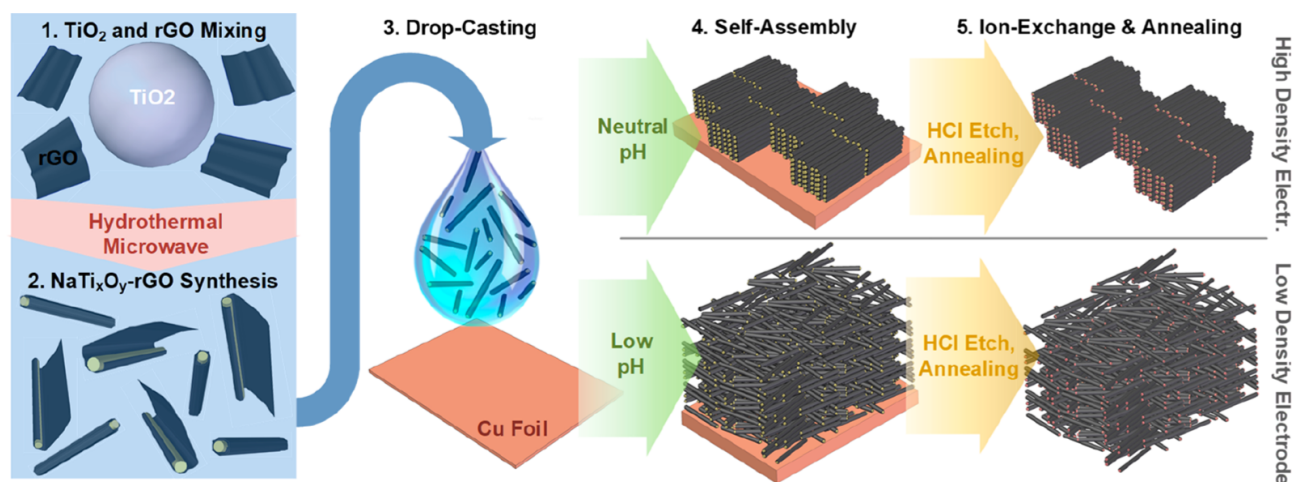 1. TiO₂ and rGO Mixing
TiO2
rGO
Hydrothermal
Microwave
2. NaTiₓOᵧ-rGO Synthesis
3. Drop-Casting
Cu Foil
4. Self-Assembly
Neutral
pH
Low
pH
5. Ion-Exchange & Annealing
HCl Etch,
Annealing
HCl Etch,
Annealing
High Density Electr.
Low Density Electrode